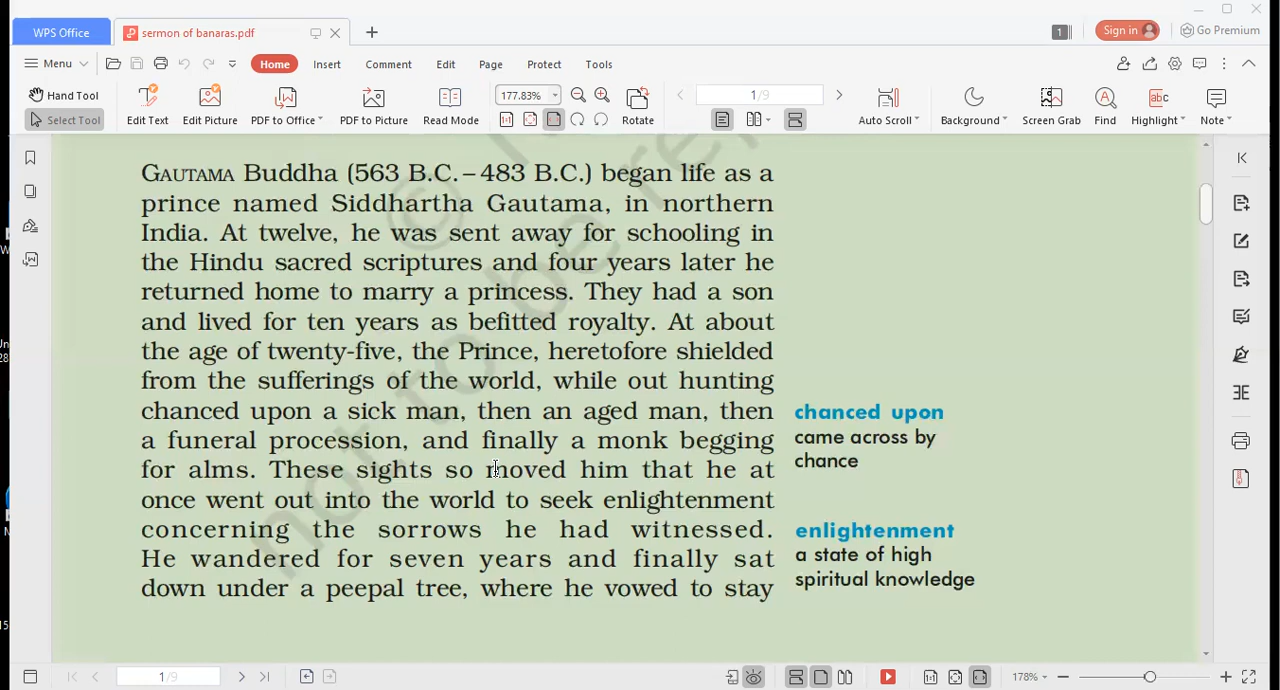 WPS Office
sermon of banaras.pdf
1
Sign in
Go Premium
Menu
Home
Insert
Comment
Edit
Page
Protect
Tools
Hand Tool
Select Tool
Edit Text
Edit Picture
PDF to Office
PDF to Picture
Read Mode
177.83%
Rotate
1/9
Auto Scroll
Background
Screen Grab
Find
Highlight
Note
GAUTAMA Buddha (563 B.C.–483 B.C.) began life as a
prince named Siddhartha Gautama, in northern
India. At twelve, he was sent away for schooling in
the Hindu sacred scriptures and four years later he
returned home to marry a princess. They had a son
and lived for ten years as befitted royalty. At about
the age of twenty-five, the Prince, heretofore shielded
from the sufferings of the world, while out hunting
chanced upon a sick man, then an aged man, then
a funeral procession, and finally a monk begging
for alms. These sights so moved him that he at
once went out into the world to seek enlightenment
concerning the sorrows he had witnessed.
He wandered for seven years and finally sat
down under a peepal tree, where he vowed to stay
chanced upon
came across by
chance
enlightenment
a state of high
spiritual knowledge
not to be re
1/9
178%